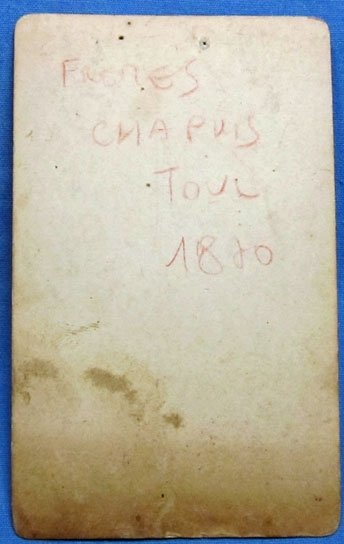 FRERES
CHAPUIS
TOUL
1870